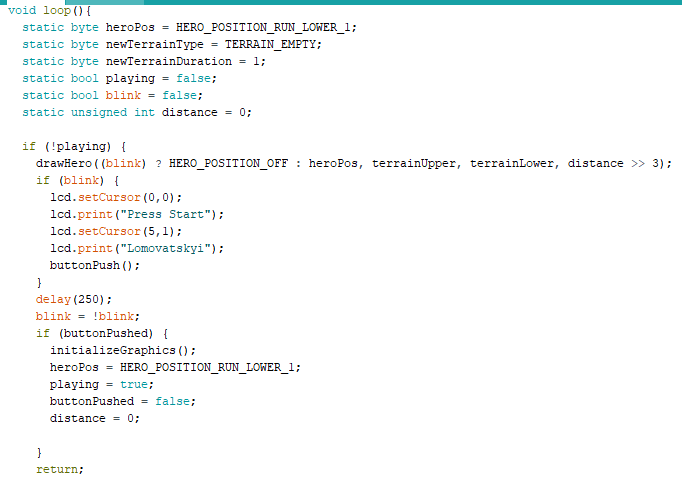 void loop(){
  static byte heroPos = HERO_POSITION_RUN_LOWER_1;
  static byte newTerrainType = TERRAIN_EMPTY;
  static byte newTerrainDuration = 1;
  static bool playing = false;
  static bool blink = false;
  static unsigned int distance = 0;

  if (!playing) {
    drawHero((blink) ? HERO_POSITION_OFF : heroPos, terrainUpper, terrainLower, distance >> 3);
    if (blink) {
      lcd.setCursor(0,0);
      lcd.print("Press Start");
      lcd.setCursor(5,1);
      lcd.print("Lomovatskyi");
      buttonPush();
    }
    delay(250);
    blink = !blink;
    if (buttonPushed) {
      initializeGraphics();
      heroPos = HERO_POSITION_RUN_LOWER_1;
      playing = true;
      buttonPushed = false;
      distance = 0;

    }
    return;